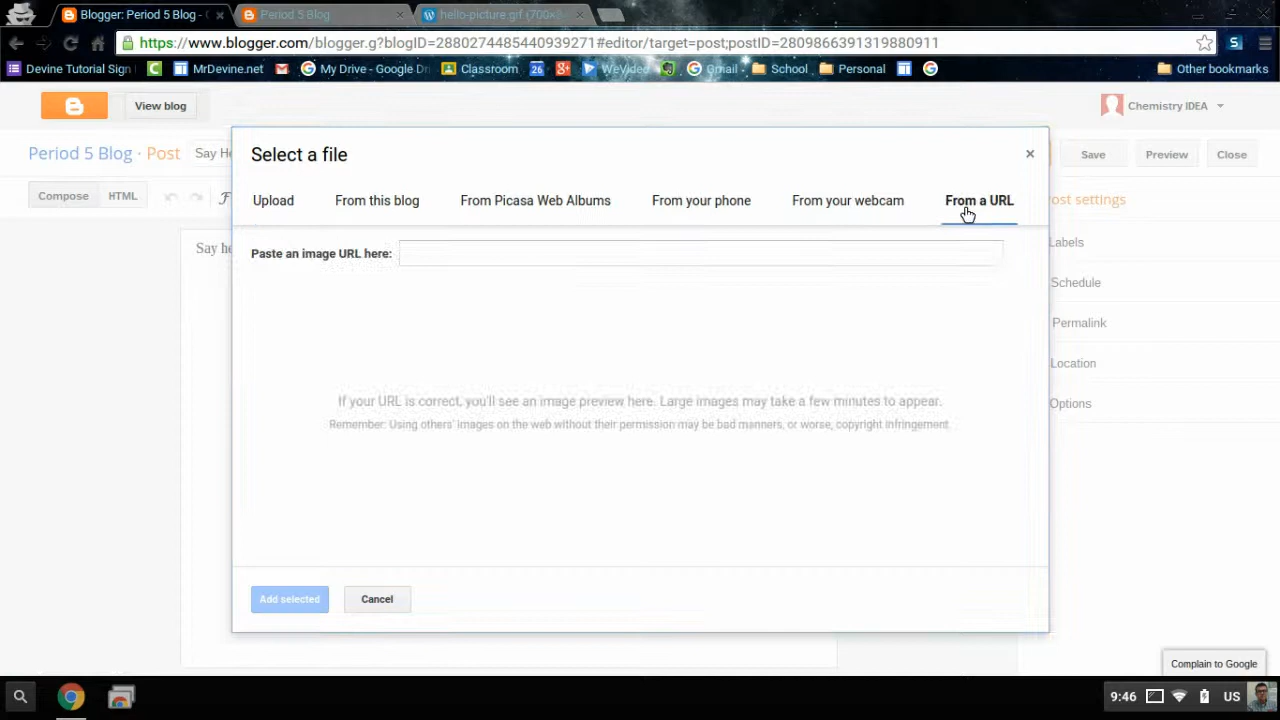 Blogger: Period 5 Blog - Period 5 Blog hello-picture.gif (700×
https://www.blogger.com/blogger.g?blogID=2880274485440939271#editor/target=post;postID=2809866391319880911
Devine Tutorial Sign MrDevine.net My Drive - Google Dr Classroom 26 WeVideo Gmail School Personal Other bookmarks
View blog Chemistry IDEA
Period 5 Blog · Post Say He Save Preview Close
Select a file
Compose HTML
Upload From this blog From Picasa Web Albums From your phone From your webcam From a URL
ost settings
Say he
Paste an image URL here:
Labels
Schedule
Permalink
Location
Options
If your URL is correct, you'll see an image preview here. Large images may take a few minutes to appear.
Remember: Using others' images on the web without their permission may be bad manners, or worse, copyright infringement
Add selected Cancel
Complain to Google
9:46 US